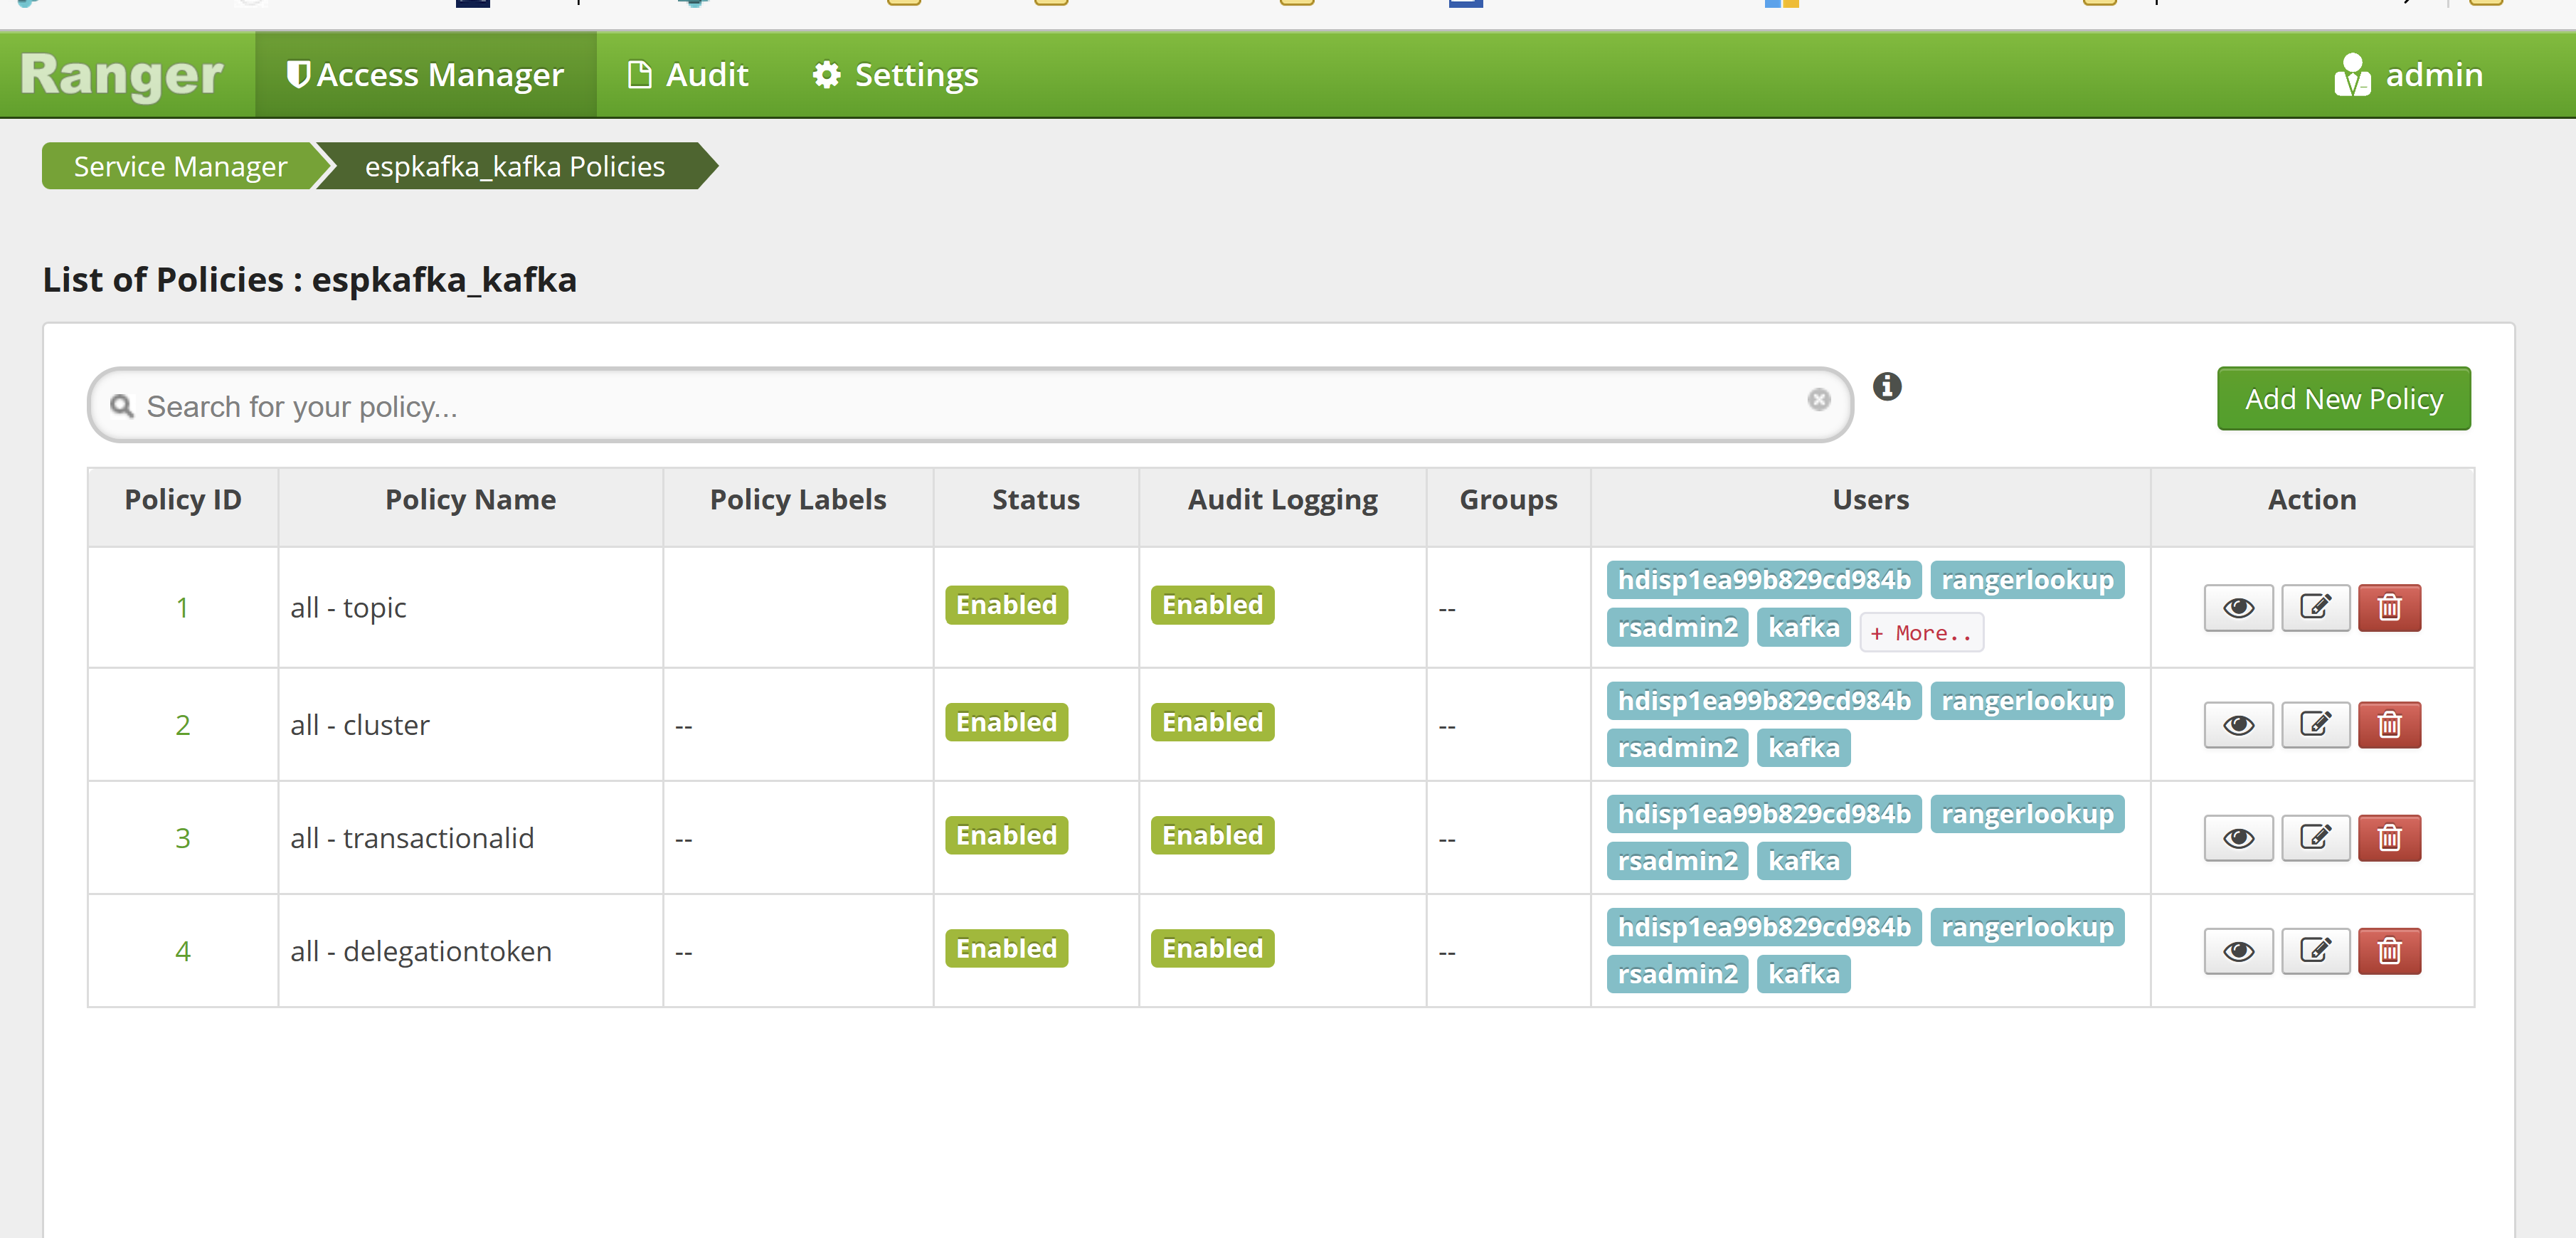 Ranger Access Manager Audit Settings admin
Service Manager espkafka_kafka Policies
List of Policies : espkafka_kafka
Search for your policy... Add New Policy
Policy ID Policy Name Policy Labels Status Audit Logging Groups Users Action
1 all - topic Enabled Enabled -- hdisp1ea99b829cd984b rangerlookup
rsadmin2 kafka + More..
2 all - cluster -- Enabled Enabled -- hdisp1ea99b829cd984b rangerlookup
rsadmin2 kafka
3 all - transactionalid -- Enabled Enabled -- hdisp1ea99b829cd984b rangerlookup
rsadmin2 kafka
4 all - delegationtoken -- Enabled Enabled -- hdisp1ea99b829cd984b rangerlookup
rsadmin2 kafka